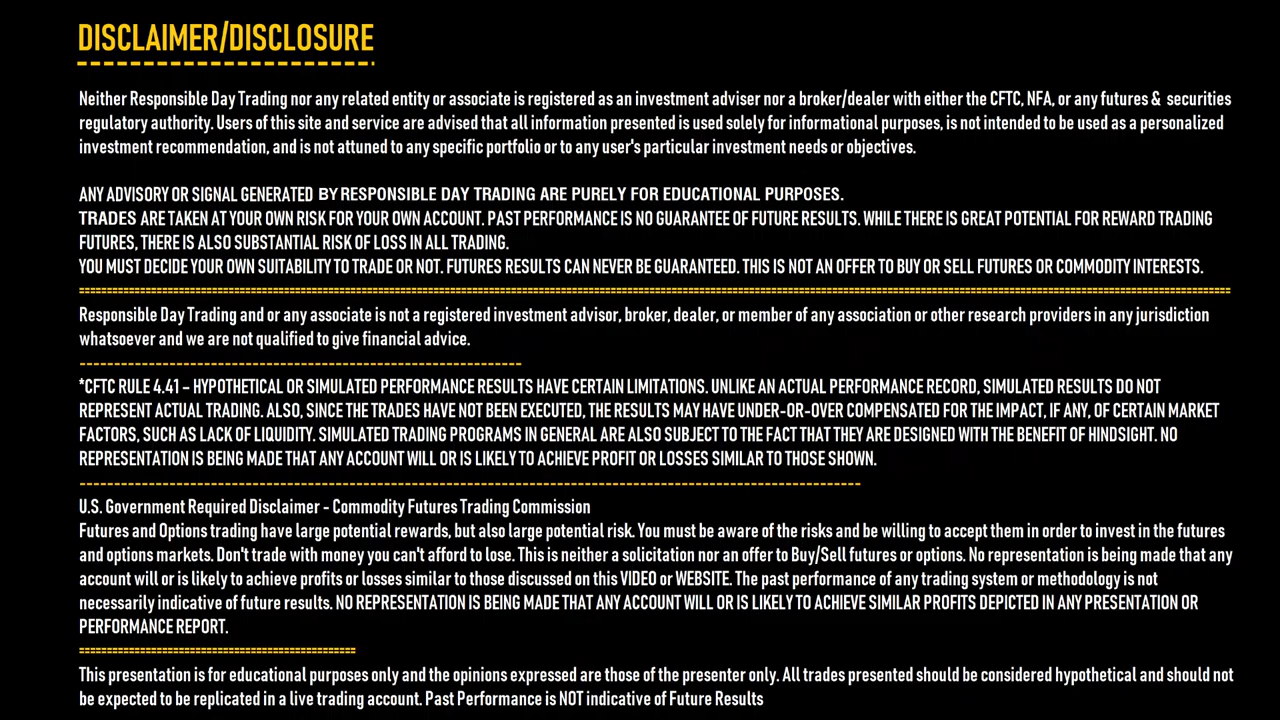 DISCLAIMER/DISCLOSURE
Neither Responsible Day Trading nor any related entity or associate is registered as an investment adviser nor a broker/dealer with either the CFTC, NFA, or any futures & securities
regulatory authority. Users of this site and service are advised that all information presented is used solely for informational purposes, is not intended to be used as a personalized
investment recommendation, and is not attuned to any specific portfolio or to any user's particular investment needs or objectives.
ANY ADVISORY OR SIGNAL GENERATED BY RESPONSIBLE DAY TRADING ARE PURELY FOR EDUCATIONAL PURPOSES.
TRADES ARE TAKEN AT YOUR OWN RISK FOR YOUR OWN ACCOUNT. PAST PERFORMANCE IS NO GUARANTEE OF FUTURE RESULTS. WHILE THERE IS GREAT POTENTIAL FOR REWARD TRADING
FUTURES, THERE IS ALSO SUBSTANTIAL RISK OF LOSS IN ALL TRADING.
YOU MUST DECIDE YOUR OWN SUITABILITY TO TRADE OR NOT. FUTURES RESULTS CAN NEVER BE GUARANTEED. THIS IS NOT AN OFFER TO BUY OR SELL FUTURES OR COMMODITY INTERESTS.
Responsible Day Trading and or any associate is not a registered investment advisor, broker, dealer, or member of any association or other research providers in any jurisdiction
whatsoever and we are not qualified to give financial advice.
*CFTC RULE 4.41 – HYPOTHETICAL OR SIMULATED PERFORMANCE RESULTS HAVE CERTAIN LIMITATIONS. UNLIKE AN ACTUAL PERFORMANCE RECORD, SIMULATED RESULTS DO NOT
REPRESENT ACTUAL TRADING. ALSO, SINCE THE TRADES HAVE NOT BEEN EXECUTED, THE RESULTS MAY HAVE UNDER-OR-OVER COMPENSATED FOR THE IMPACT, IF ANY, OF CERTAIN MARKET
FACTORS, SUCH AS LACK OF LIQUIDITY. SIMULATED TRADING PROGRAMS IN GENERAL ARE ALSO SUBJECT TO THE FACT THAT THEY ARE DESIGNED WITH THE BENEFIT OF HINDSIGHT. NO
REPRESENTATION IS BEING MADE THAT ANY ACCOUNT WILL OR IS LIKELY TO ACHIEVE PROFIT OR LOSSES SIMILAR TO THOSE SHOWN.
U.S. Government Required Disclaimer - Commodity Futures Trading Commission
Futures and Options trading have large potential rewards, but also large potential risk. You must be aware of the risks and be willing to accept them in order to invest in the futures
and options markets. Don't trade with money you can't afford to lose. This is neither a solicitation nor an offer to Buy/Sell futures or options. No representation is being made that any
account will or is likely to achieve profits or losses similar to those discussed on this VIDEO or WEBSITE. The past performance of any trading system or methodology is not
necessarily indicative of future results. NO REPRESENTATION IS BEING MADE THAT ANY ACCOUNT WILL OR IS LIKELY TO ACHIEVE SIMILAR PROFITS DEPICTED IN ANY PRESENTATION OR
PERFORMANCE REPORT.
This presentation is for educational purposes only and the opinions expressed are those of the presenter only. All trades presented should be considered hypothetical and should not
be expected to be replicated in a live trading account. Past Performance is NOT indicative of Future Results